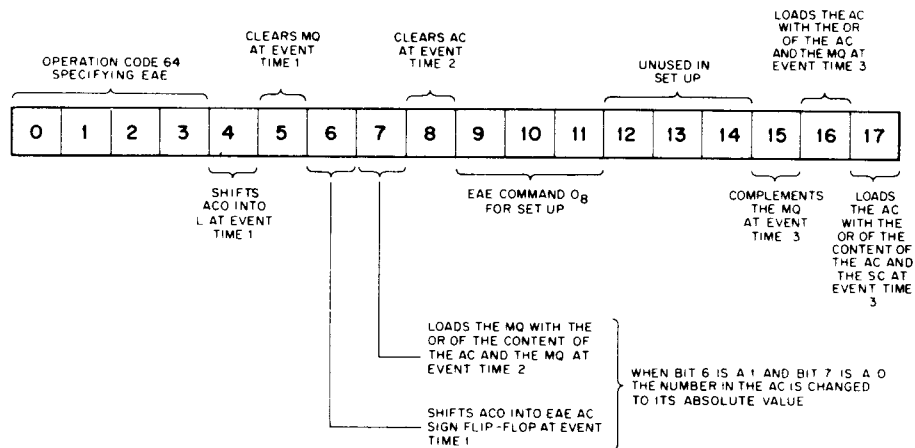 OPERATION CODE 64
SPECIFYING EAE
CLEARS MQ
AT EVENT
TIME 1
CLEARS AC
AT EVENT
TIME 2
UNUSED IN
SET UP
LOADS THE AC
WITH THE OR
OF THE AC
AND THE MQ AT
EVENT TIME 3
0 1 2 3 4 5 6 7 8 9 10 11 12 13 14 15 16 17
SHIFTS
ACO INTO
L AT EVENT
TIME 1
EAE COMMAND O8
FOR SET UP
COMPLEMENTS
THE MQ
AT EVENT
TIME 3
LOADS
THE AC
WITH THE
OR OF THE
CONTENT OF
THE AC AND
THE SC AT
EVENT TIME
3
LOADS THE MQ WITH THE
OR OF THE CONTENT OF
THE AC AND THE MQ AT
EVENT TIME 2
SHIFTS ACO INTO EAE AC
SIGN FLIP-FLOP AT EVENT
TIME 1
WHEN BIT 6 IS A 1 AND BIT 7 IS A 0
THE NUMBER IN THE AC IS CHANGED
TO ITS ABSOLUTE VALUE